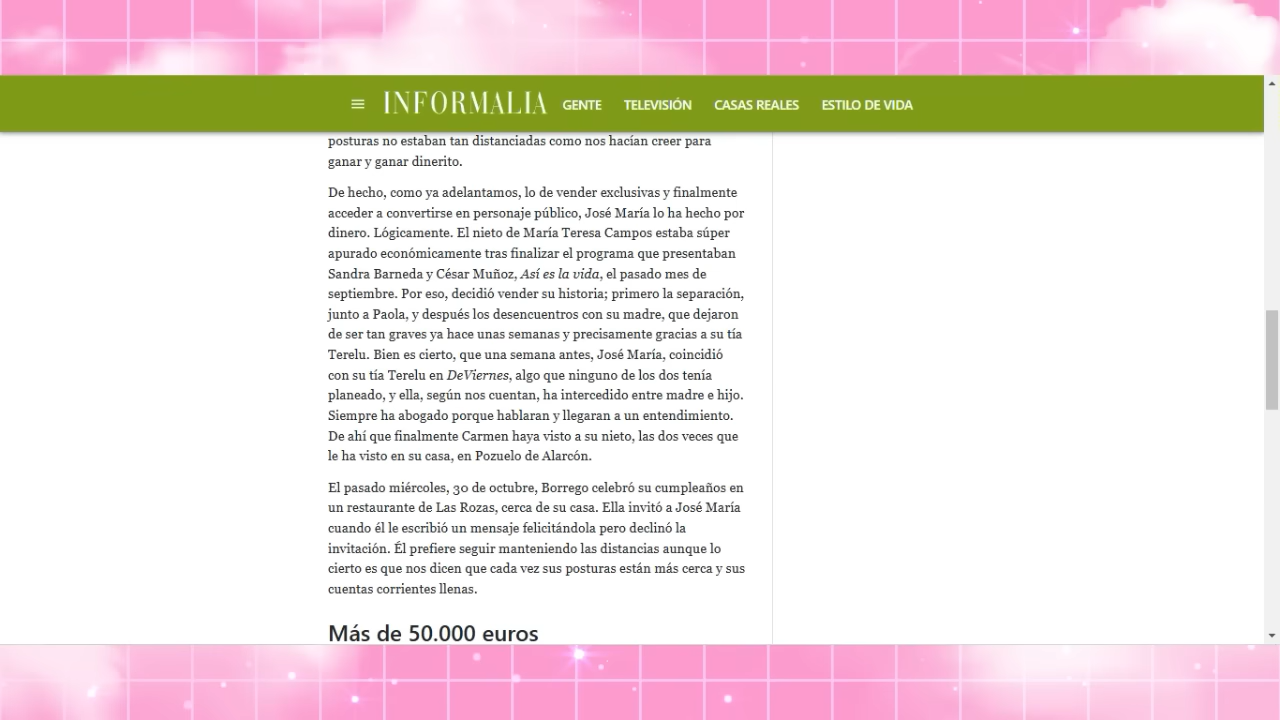 INFORMALIA GENTE TELEVISIÓN CASAS REALES ESTILO DE VIDA
posturas no estaban tan distanciadas como nos hacían creer para
ganar y ganar dinerito.
De hecho, como ya adelantamos, lo de vender exclusivas y finalmente
acceder a convertirse en personaje público, José María lo ha hecho por
dinero. Lógicamente. El nieto de María Teresa Campos estaba súper
apurado económicamente tras finalizar el programa que presentaban
Sandra Barneda y César Muñoz, Así es la vida, el pasado mes de
septiembre. Por eso, decidió vender su historia; primero la separación,
junto a Paola, y después los desencuentros con su madre, que dejaron
de ser tan graves ya hace unas semanas y precisamente gracias a su tía
Terelu. Bien es cierto, que una semana antes, José María, coincidió
con su tía Terelu en DeViernes, algo que ninguno de los dos tenía
planeado, y ella, según nos cuentan, ha intercedido entre madre e hijo.
Siempre ha abogado porque hablaran y llegaran a un entendimiento.
De ahí que finalmente Carmen haya visto a su nieto, las dos veces que
le ha visto en su casa, en Pozuelo de Alarcón.
El pasado miércoles, 30 de octubre, Borrego celebró su cumpleaños en
un restaurante de Las Rozas, cerca de su casa. Ella invitó a José María
cuando él le escribió un mensaje felicitándola pero declinó la
invitación. Él prefiere seguir manteniendo las distancias aunque lo
cierto es que nos dicen que cada vez sus posturas están más cerca y sus
cuentas corrientes llenas.
Más de 50.000 euros